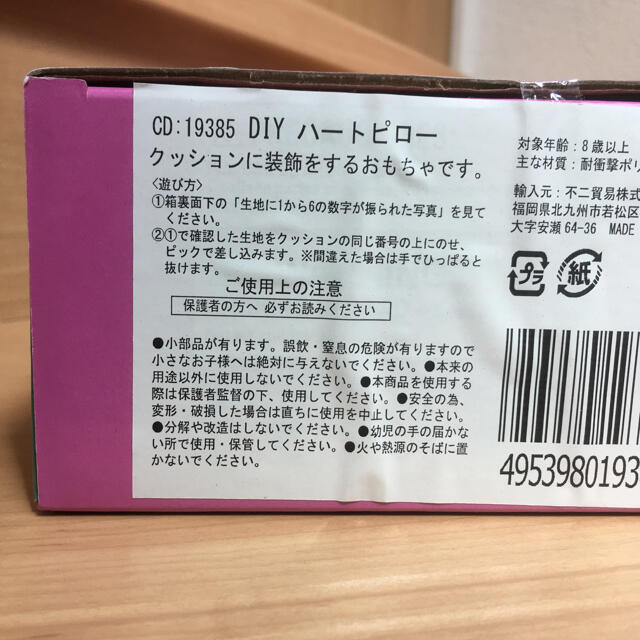 CD:19385 DIY ハートピロー
クッションに装飾をするおもちゃです。
〈遊び方〉
①箱裏面下の「生地に1から6の数字が振られた写真」を見て
ください。
②①で確認した生地をクッションの同じ番号の上にのせ、
ピックで差し込みます。※間違えた場合は手でひっぱると
抜けます。
ご使用上の注意
保護者の方へ 必ずお読みください
●小部品が有ります。誤飲・窒息の危険が有りますので
小さなお子様へは絶対に与えないでください。●本来の
用途以外に使用しないでください。●本商品を使用する
際は保護者監督の下、使用してください。●安全の為、
変形・破損した場合は直ちに使用を中止してください。
●分解や改造はしないでください。●幼児の手の届かな
い所で使用・保管してください。●火や熱源のそばに置
かないでください。
対象年齢：8歳以上
主な材質：耐衝撃ポリ
輸入元：不二貿易株式
福岡県北九州市若松区
大字安瀬 64-36 MADE
プラ 紙
4953980193